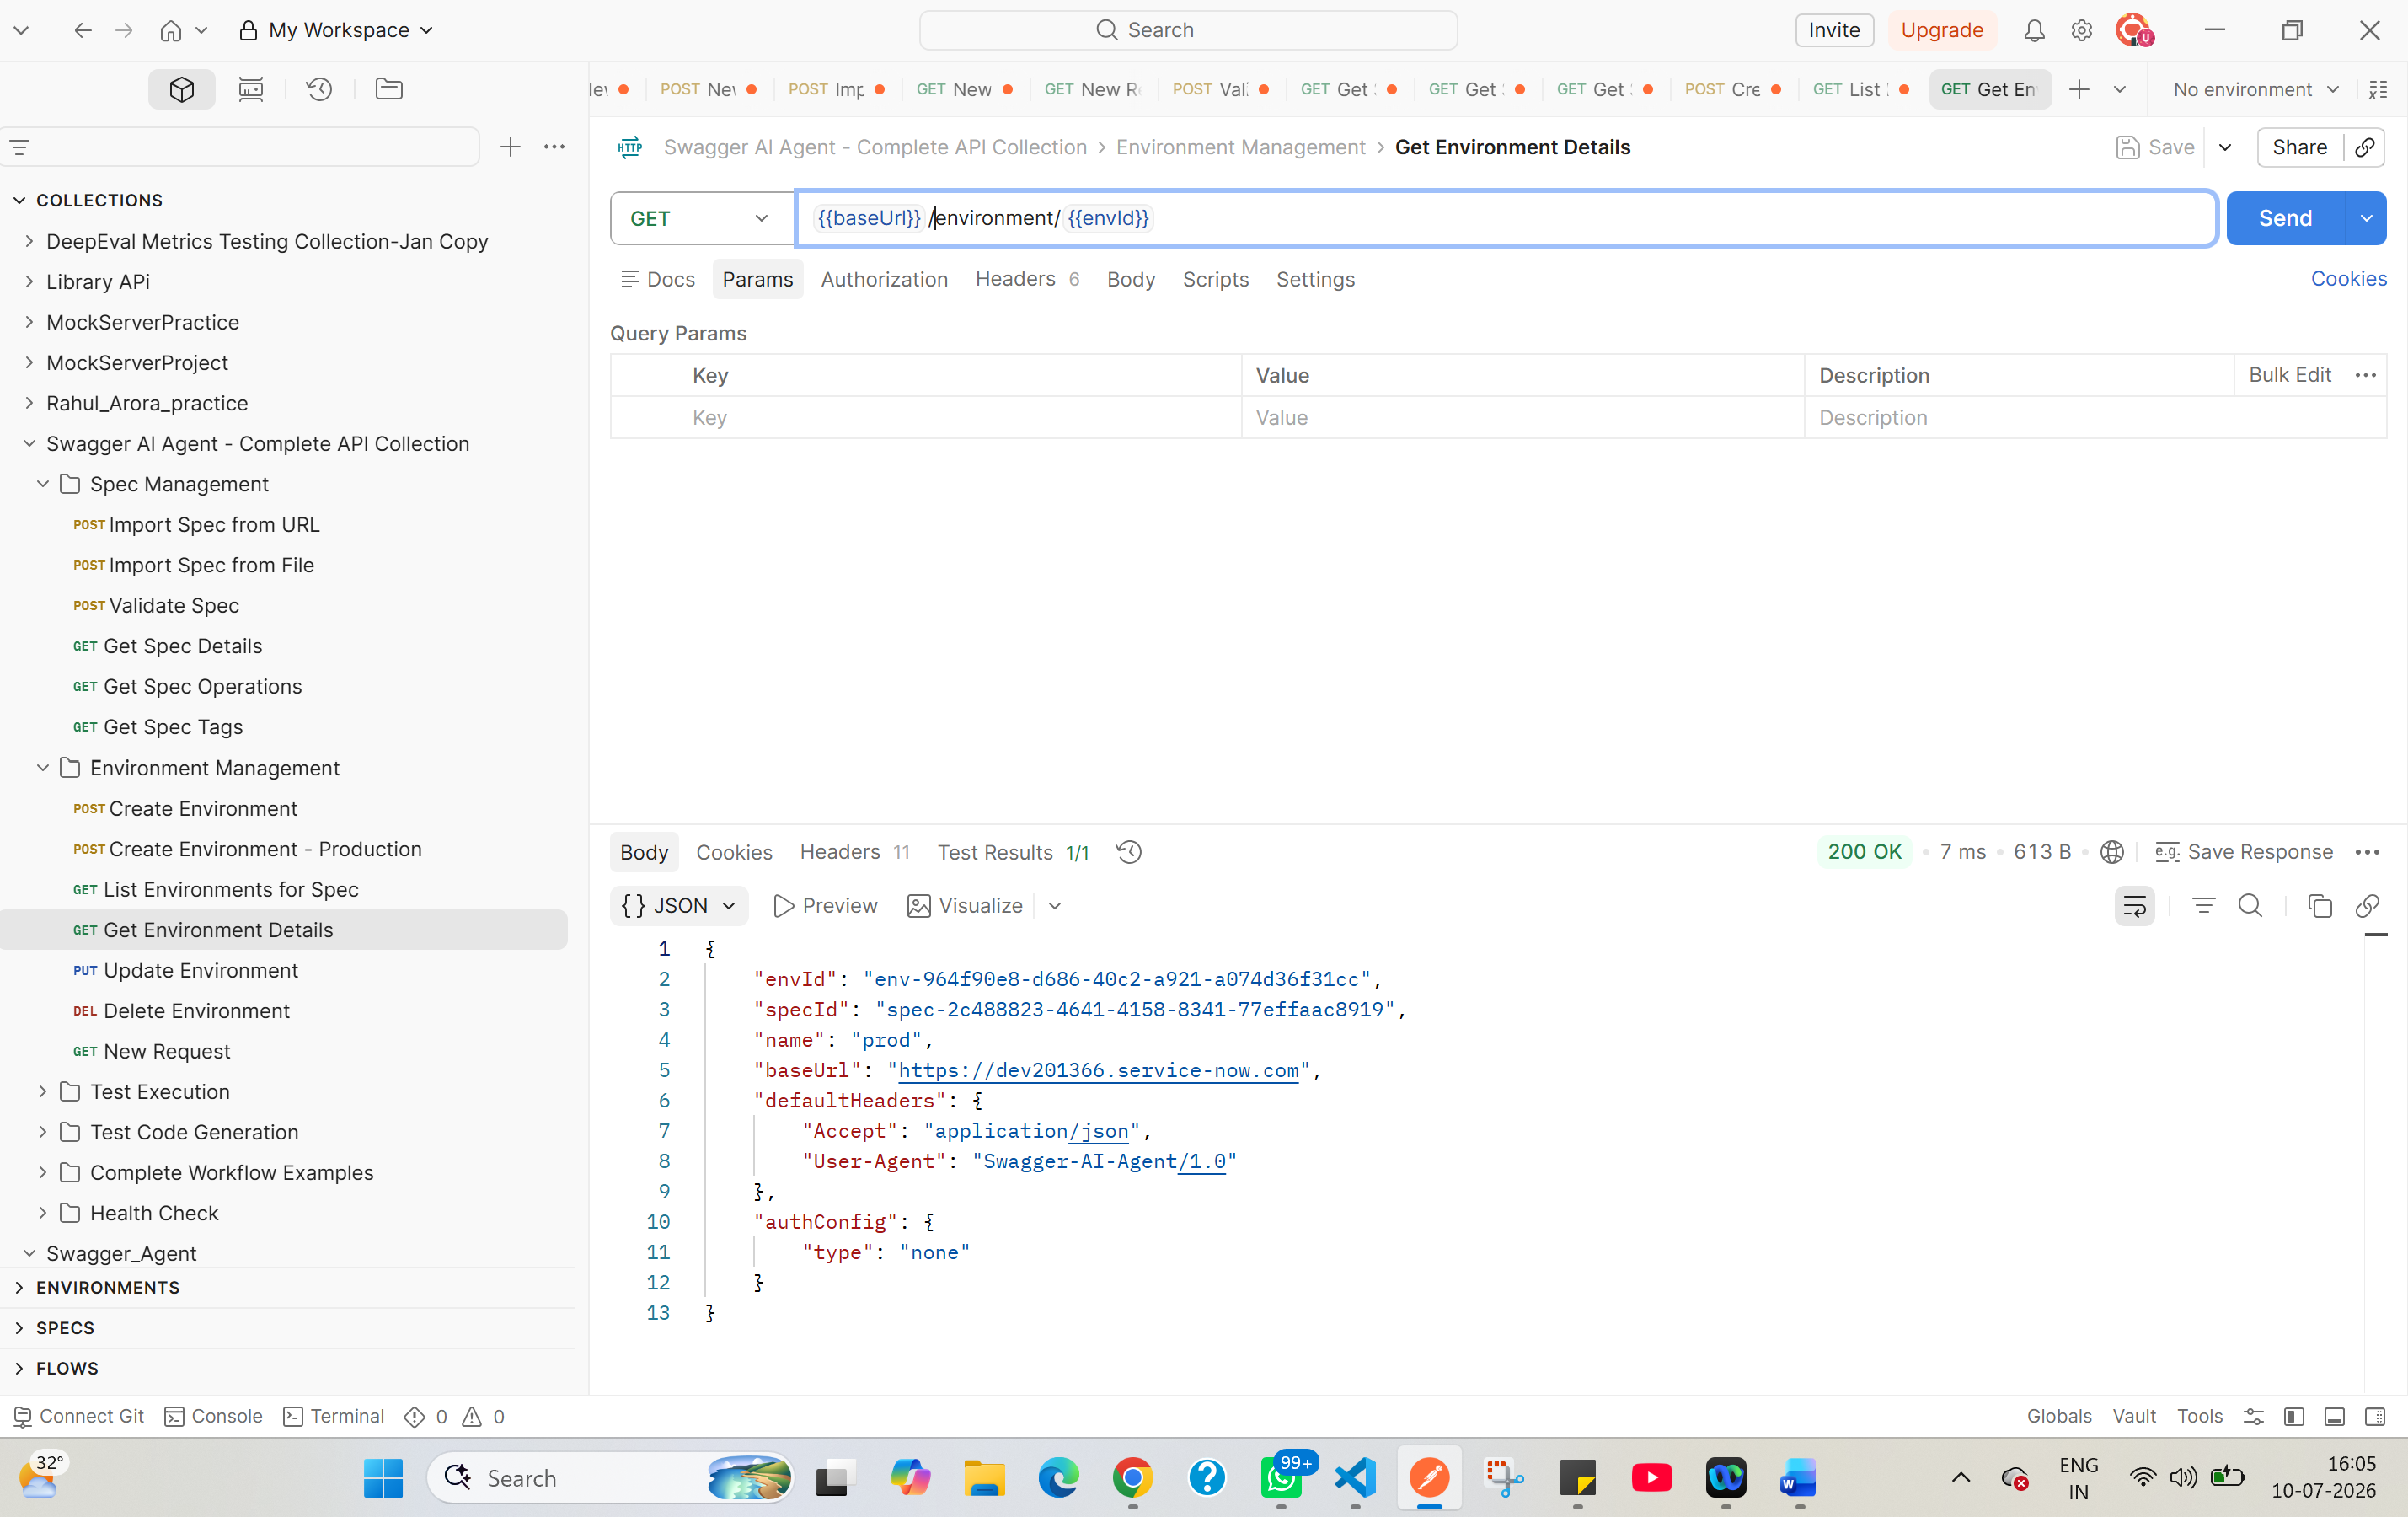 My Workspace
Search
Invite
Upgrade
POST Nev
POST Imp
GET New
GET New Re
POST Vali
GET Get
GET Get
GET Get
POST Cre
GET List
GET Get En
No environment
HTTP Swagger AI Agent - Complete API Collection > Environment Management > Get Environment Details
Save
Share
COLLECTIONS
DeepEval Metrics Testing Collection-Jan Copy
Library APi
MockServerPractice
MockServerProject
Rahul_Arora_practice
Swagger AI Agent - Complete API Collection
Spec Management
POST Import Spec from URL
POST Import Spec from File
POST Validate Spec
GET Get Spec Details
GET Get Spec Operations
GET Get Spec Tags
Environment Management
POST Create Environment
POST Create Environment - Production
GET List Environments for Spec
GET Get Environment Details
PUT Update Environment
DEL Delete Environment
GET New Request
Test Execution
Test Code Generation
Complete Workflow Examples
Health Check
Swagger_Agent
ENVIRONMENTS
SPECS
FLOWS
GET
{{baseUrl}} /environment/ {{envId}}
Send
Docs Params Authorization Headers 6 Body Scripts Settings
Cookies
Query Params
Key Value Description Bulk Edit
Key Value Description
Body Cookies Headers 11 Test Results 1/1
200 OK • 7 ms • 613 B • e.g. Save Response
{ } JSON Preview Visualize
1 {
2 "envId": "env-964f90e8-d686-40c2-a921-a074d36f31cc",
3 "specId": "spec-2c488823-4641-4158-8341-77effaac8919",
4 "name": "prod",
5 "baseUrl": "https://dev201366.service-now.com",
6 "defaultHeaders": {
7 "Accept": "application/json",
8 "User-Agent": "Swagger-AI-Agent/1.0"
9 },
10 "authConfig": {
11 "type": "none"
12 }
13 }
Connect Git Console Terminal 0 0
Globals Vault Tools
32°
Search
99+
ENG
IN
16:05
10-07-2026